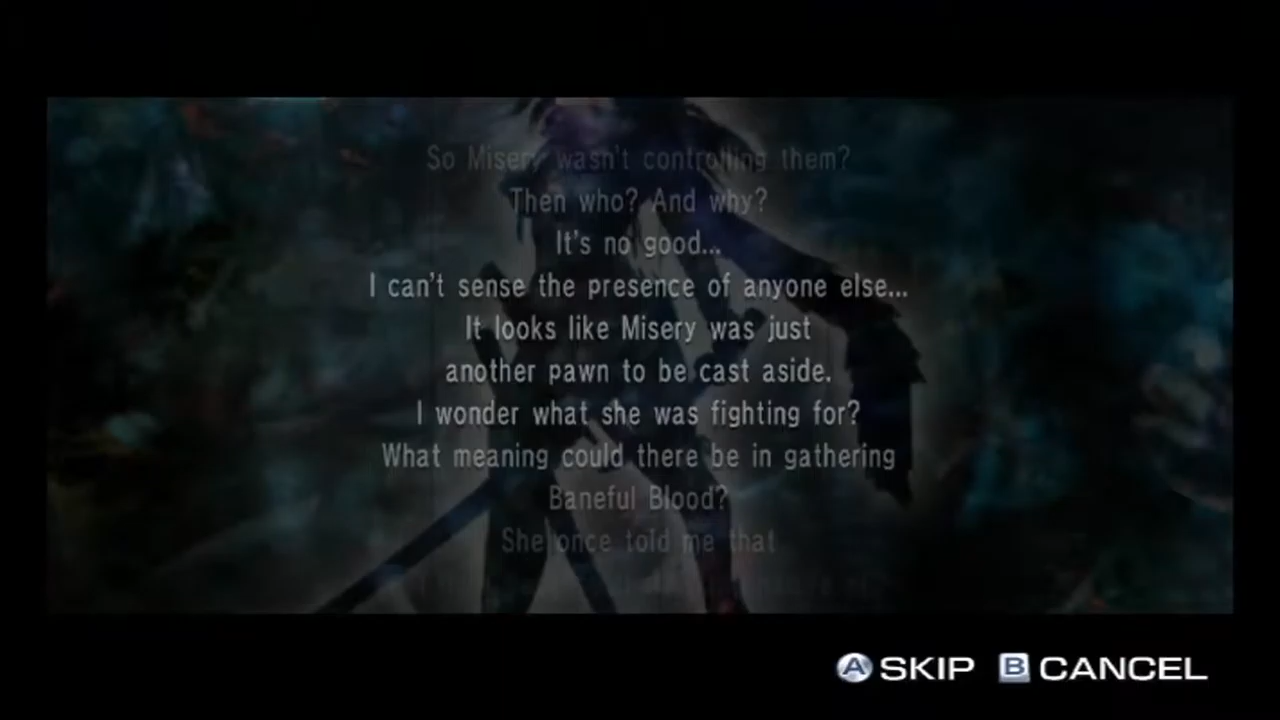 So Misery wasn't controlling them?
Then who? And why?
It's no good...
I can't sense the presence of anyone else...
It looks like Misery was just
another pawn to be cast aside.
I wonder what she was fighting for?
What meaning could there be in gathering
Baneful Blood?
She once told me that
A SKIP B CANCEL